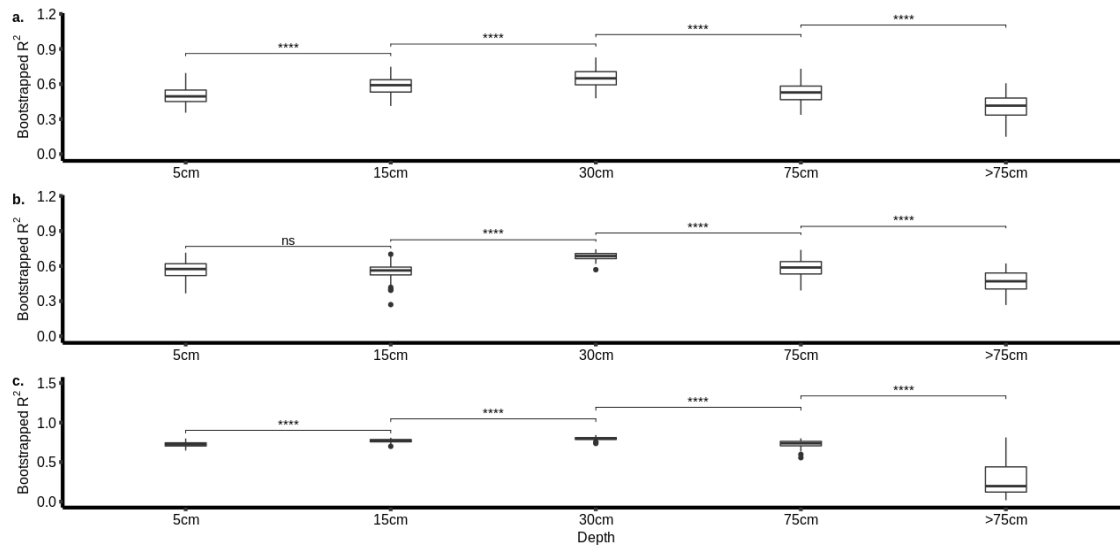 a.
Bootstrapped R²
1.2
0.9
0.6
0.3
0.0
**** **** **** ****
5cm 15cm 30cm 75cm >75cm
b.
Bootstrapped R²
1.2
0.9
0.6
0.3
0.0
ns **** **** ****
5cm 15cm 30cm 75cm >75cm
c.
Bootstrapped R²
1.5
1.0
0.5
0.0
**** **** **** ****
5cm 15cm 30cm 75cm >75cm
Depth